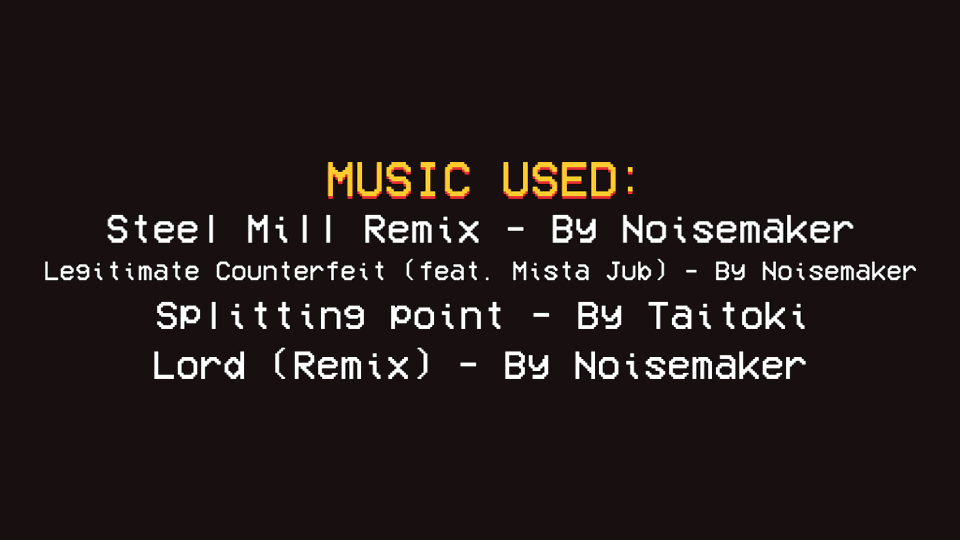 MUSIC USED:
Steel Mill Remix - By Noisemaker
Legitimate Counterfeit (feat. Mista Jub) - By Noisemaker
Splitting point - By Taitoki
Lord (Remix) - By Noisemaker